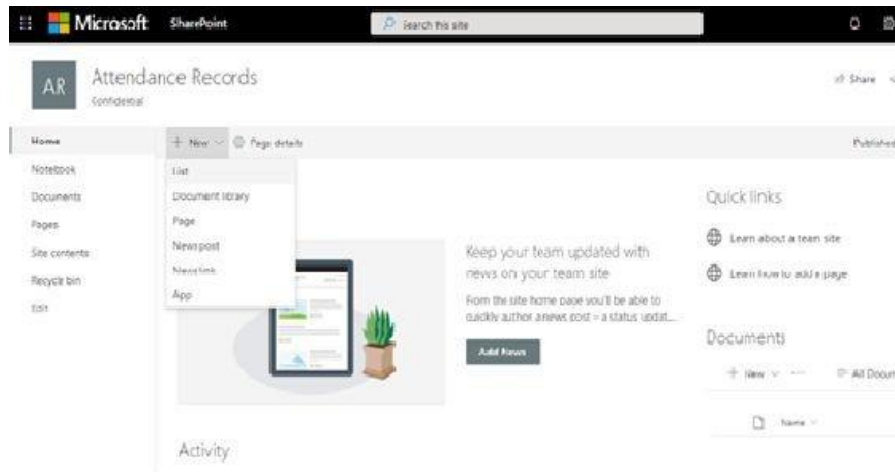 Microsoft SharePoint Search this site
AR Attendance Records
Confidential
Share
Home
+ New Page details
Published
Notebook
Documents
Pages
Site contents
Recycle bin
Edit
List
Document library
Page
News post
News link
App
Keep your team updated with
news on your team site
From the site home page you'll be able to
quickly author a news post – a status updat...
Add News
Quick links
Learn about a team site
Learn how to add a page
Documents
+ New ··· All Docum
Name
Activity